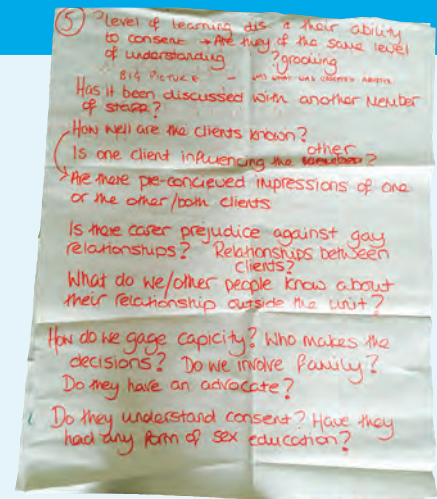 ⑤ ?level of learning dis & their ability
to consent → Are they of the same level
of understanding ?grooming
BIG PICTURE -
Has it been discussed with another member
of staff?
How well are the clients known?
Is one client influencing the other?
Are there pre-concieved impressions of one
or the other/both clients
Is there carer prejudice against gay
relationships? Relationships between
clients?
What do we/other people know about
their relationship outside the unit?
How do we gage capicity? Who makes the
decisions? Do we involve family?
Do they have an advocate?
Do they understand consent? Have they
had any form of sex education?